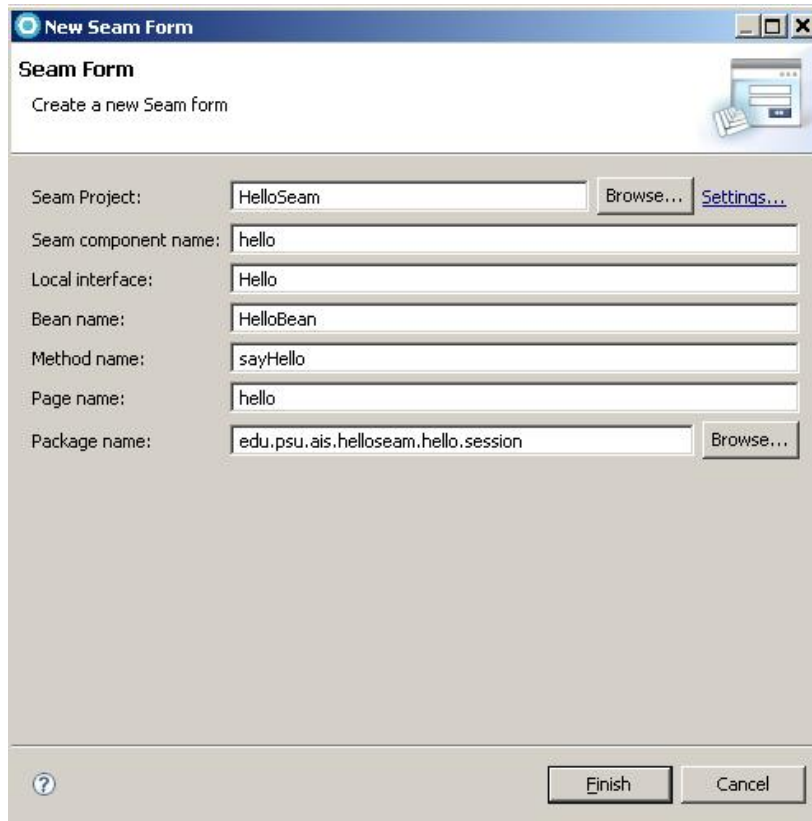 New Seam Form
Seam Form
Create a new Seam form
Seam Project: HelloSeam Browse... Settings...
Seam component name: hello
Local interface: Hello
Bean name: HelloBean
Method name: sayHello
Page name: hello
Package name: edu.psu.ais.helloseam.hello.session Browse...
? Finish Cancel